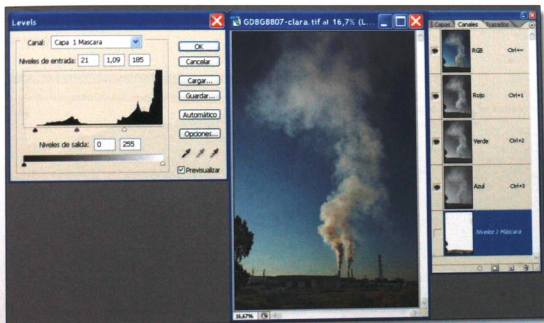 Levels
Canal: Capa 1 Mascara
OK
Niveles de entrada: 21 1,09 185
Cancelar
Cargar...
Guardar...
Automático
Opciones...
Niveles de salida: 0 255
Previsualizar
GD8G8807-clara.tif al 16,7% (L...
16,67%
Capas Canales Trazados
RGB Ctrl+~
Rojo Ctrl+1
Verde Ctrl+2
Azul Ctrl+3
Niveles 2 Máscara